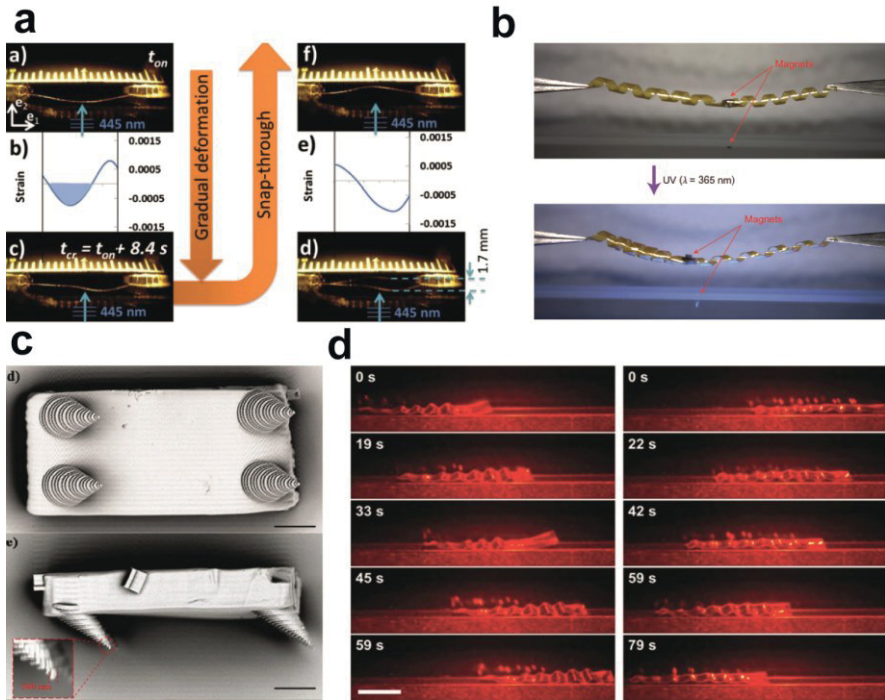 a
a)
t_on
e₂
e₁
445 nm
b)
Strain
0.0015
0.0005
-0.0005
-0.0015
c)
t_cr = t_on + 8.4 s
445 nm
Gradual deformation
Snap-through
f)
445 nm
e)
Strain
0.0015
0.0005
-0.0005
-0.0015
d)
445 nm
1.7 mm
b
Magnets
UV (λ = 365 nm)
Magnets
c
d)
e)
d
0 s
19 s
33 s
45 s
59 s
0 s
22 s
42 s
59 s
79 s